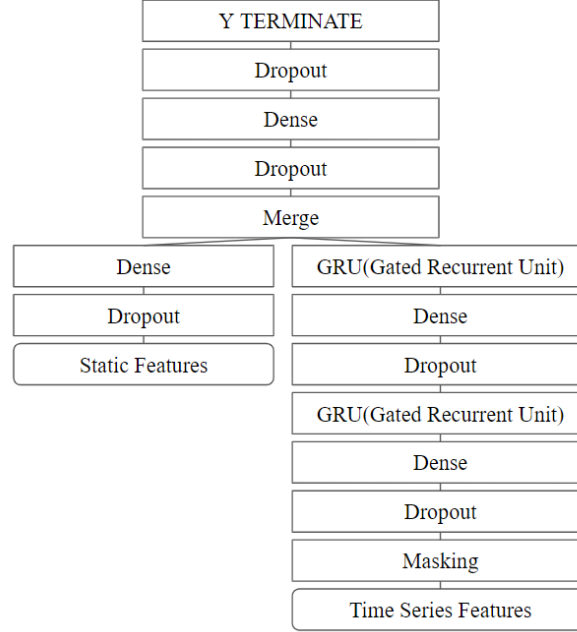 Y TERMINATE
Dropout
Dense
Dropout
Merge
Dense
Dropout
Static Features
GRU(Gated Recurrent Unit)
Dense
Dropout
GRU(Gated Recurrent Unit)
Dense
Dropout
Masking
Time Series Features